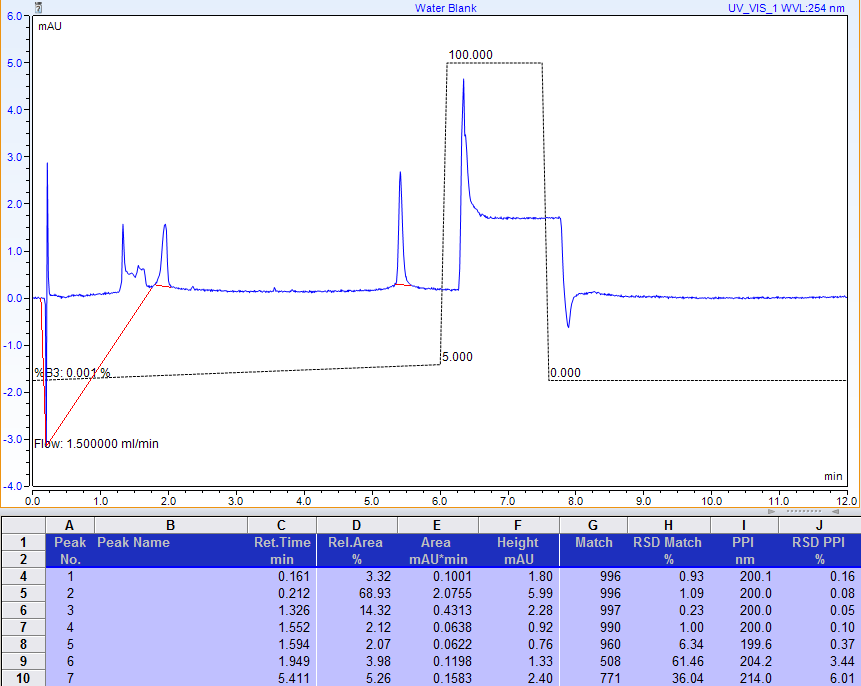 Water Blank UV_VIS_1 WVL:254 nm
mAU
6.0
5.0
4.0
3.0
2.0
1.0
0.0
-1.0
-2.0
-3.0
-4.0
100.000
5.000
0.000
%B3: 0.001 %
Flow: 1.500000 ml/min
min
0.0 1.0 2.0 3.0 4.0 5.0 6.0 7.0 8.0 9.0 10.0 11.0 12.0
A B C D E F G H I J
1 Peak Peak Name Ret.Time Rel.Area Area Height Match RSD Match PPI RSD PPI
2 No. min % mAU*min mAU % nm %
4 1 0.161 3.32 0.1001 1.80 996 0.93 200.1 0.16
5 2 0.212 68.93 2.0755 5.99 996 1.09 200.0 0.08
6 3 1.326 14.32 0.4313 2.28 997 0.23 200.0 0.05
7 4 1.552 2.12 0.0638 0.92 990 1.00 200.0 0.10
8 5 1.594 2.07 0.0622 0.76 960 6.34 199.6 0.37
9 6 1.949 3.98 0.1198 1.33 508 61.46 204.2 3.44
10 7 5.411 5.26 0.1583 2.40 771 36.04 214.0 6.01